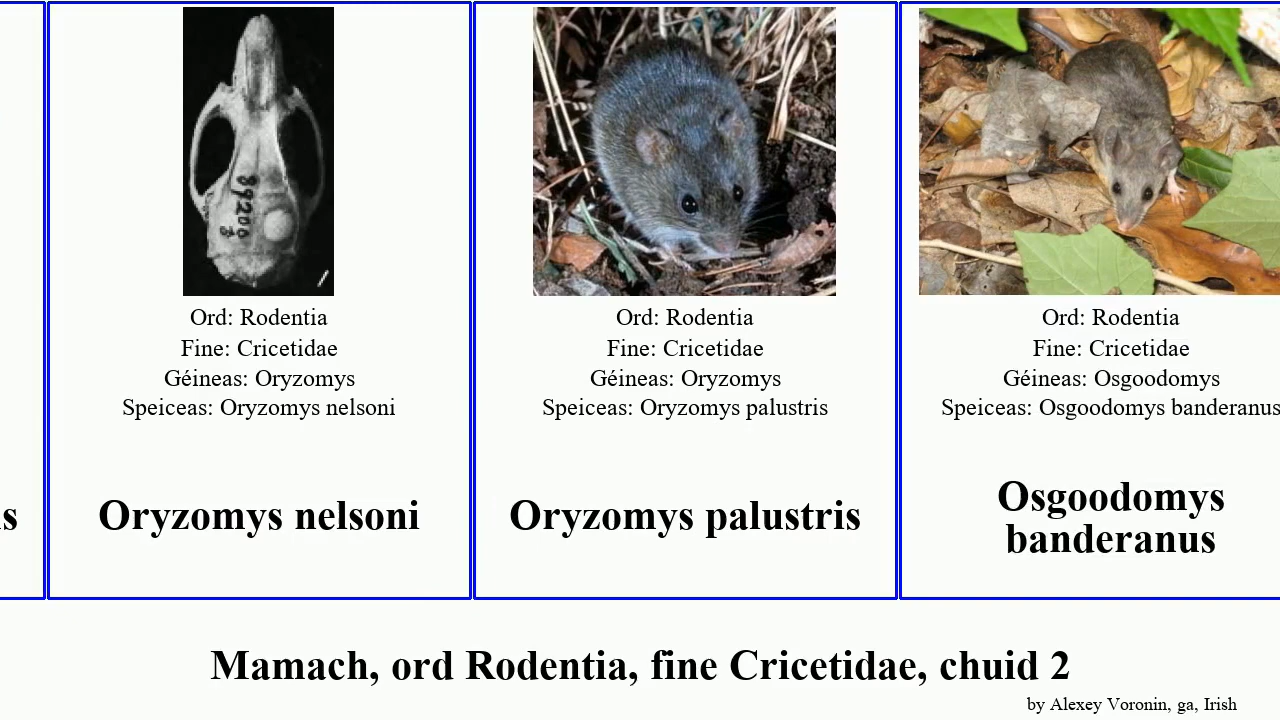 is
89200
Ord: Rodentia
Fine: Cricetidae
Géineas: Oryzomys
Speiceas: Oryzomys nelsoni
Oryzomys nelsoni
Ord: Rodentia
Fine: Cricetidae
Géineas: Oryzomys
Speiceas: Oryzomys palustris
Oryzomys palustris
Ord: Rodentia
Fine: Cricetidae
Géineas: Osgoodomys
Speiceas: Osgoodomys banderanus
Osgoodomys
banderanus
Mamach, ord Rodentia, fine Cricetidae, chuid 2
by Alexey Voronin, ga, Irish